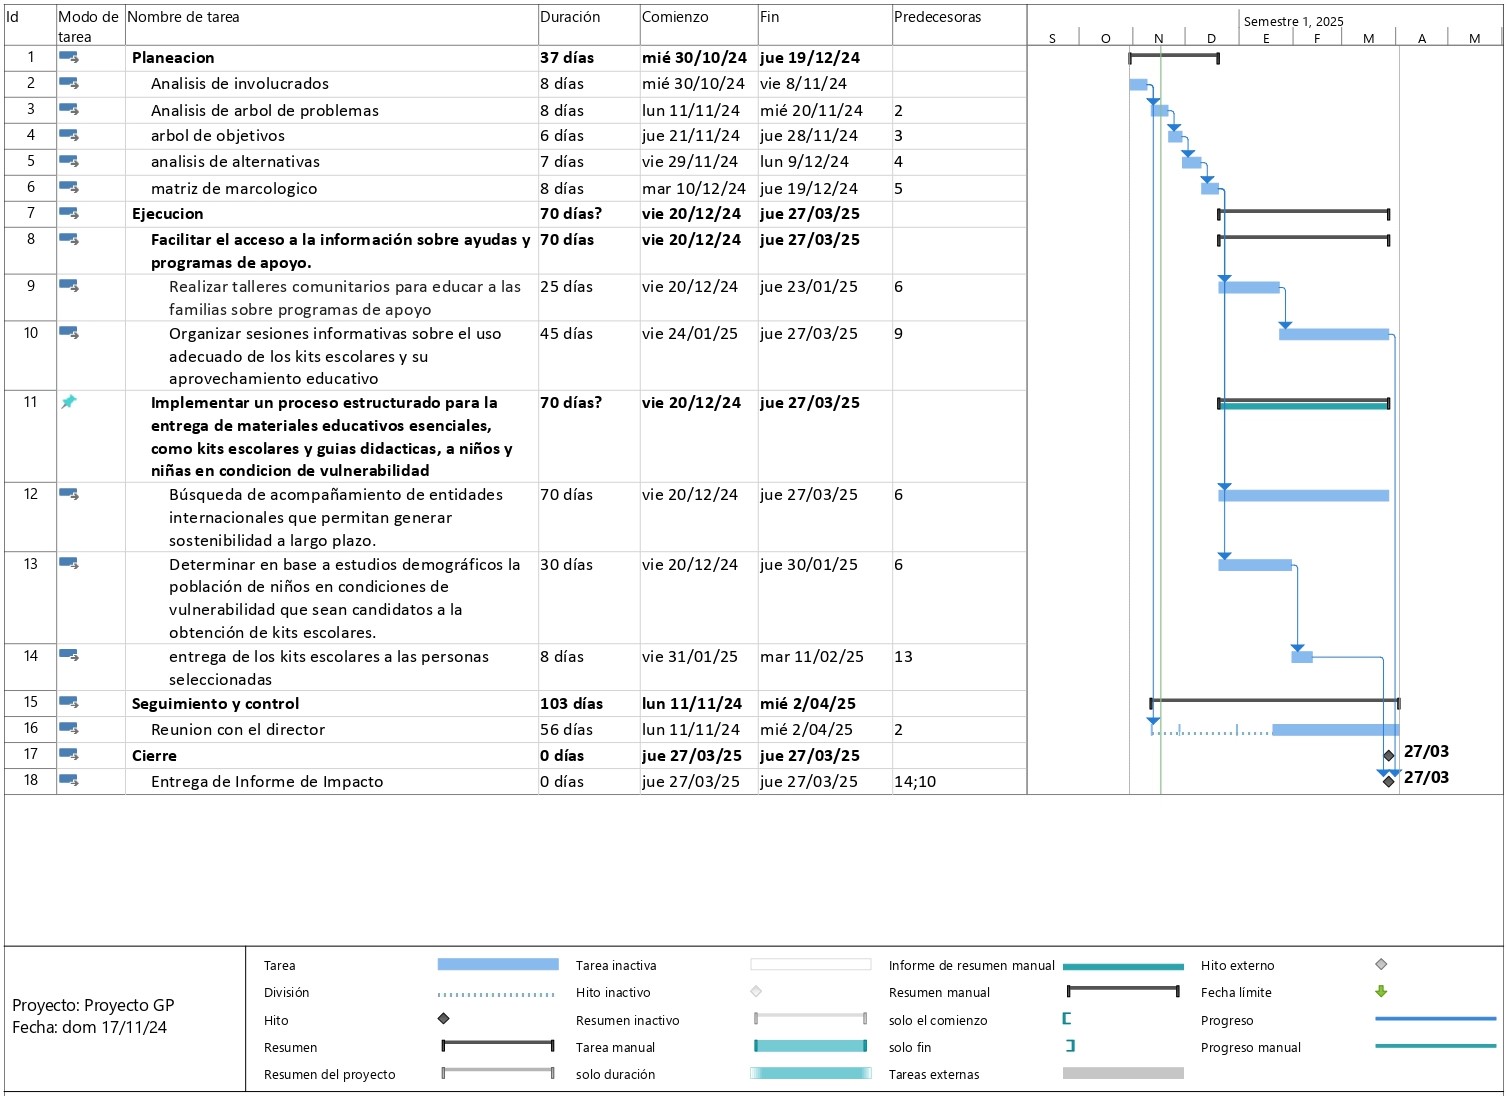 Id Modo de tarea Nombre de tarea Duración Comienzo Fin Predecesoras
Semestre 1, 2025
S O N D E F M A M
1 Planeacion 37 días mié 30/10/24 jue 19/12/24
2 Analisis de involucrados 8 días mié 30/10/24 vie 8/11/24
3 Analisis de arbol de problemas 8 días lun 11/11/24 mié 20/11/24 2
4 arbol de objetivos 6 días jue 21/11/24 jue 28/11/24 3
5 analisis de alternativas 7 días vie 29/11/24 lun 9/12/24 4
6 matriz de marcologico 8 días mar 10/12/24 jue 19/12/24 5
7 Ejecucion 70 días? vie 20/12/24 jue 27/03/25
8 Facilitar el acceso a la información sobre ayudas y 70 días vie 20/12/24 jue 27/03/25
programas de apoyo.
9 Realizar talleres comunitarios para educar a las 25 días vie 20/12/24 jue 23/01/25 6
familias sobre programas de apoyo
10 Organizar sesiones informativas sobre el uso 45 días vie 24/01/25 jue 27/03/25 9
adecuado de los kits escolares y su
aprovechamiento educativo
11 Implementar un proceso estructurado para la 70 días? vie 20/12/24 jue 27/03/25
entrega de materiales educativos esenciales,
como kits escolares y guias didacticas, a niños y
niñas en condicion de vulnerabilidad
12 Búsqueda de acompañamiento de entidades 70 días vie 20/12/24 jue 27/03/25 6
internacionales que permitan generar
sostenibilidad a largo plazo.
13 Determinar en base a estudios demográficos la 30 días vie 20/12/24 jue 30/01/25 6
población de niños en condiciones de
vulnerabilidad que sean candidatos a la
obtención de kits escolares.
14 entrega de los kits escolares a las personas 8 días vie 31/01/25 mar 11/02/25 13
seleccionadas
15 Seguimiento y control 103 días lun 11/11/24 mié 2/04/25
16 Reunion con el director 56 días lun 11/11/24 mié 2/04/25 2
17 Cierre 0 días jue 27/03/25 jue 27/03/25 27/03
18 Entrega de Informe de Impacto 0 días jue 27/03/25 jue 27/03/25 14;10 27/03
Proyecto: Proyecto GP
Fecha: dom 17/11/24
Tarea
División
Hito
Resumen
Resumen del proyecto
Tarea inactiva
Hito inactivo
Resumen inactivo
Tarea manual
solo duración
Informe de resumen manual
Resumen manual
solo el comienzo
solo fin
Tareas externas
Hito externo
Fecha límite
Progreso
Progreso manual